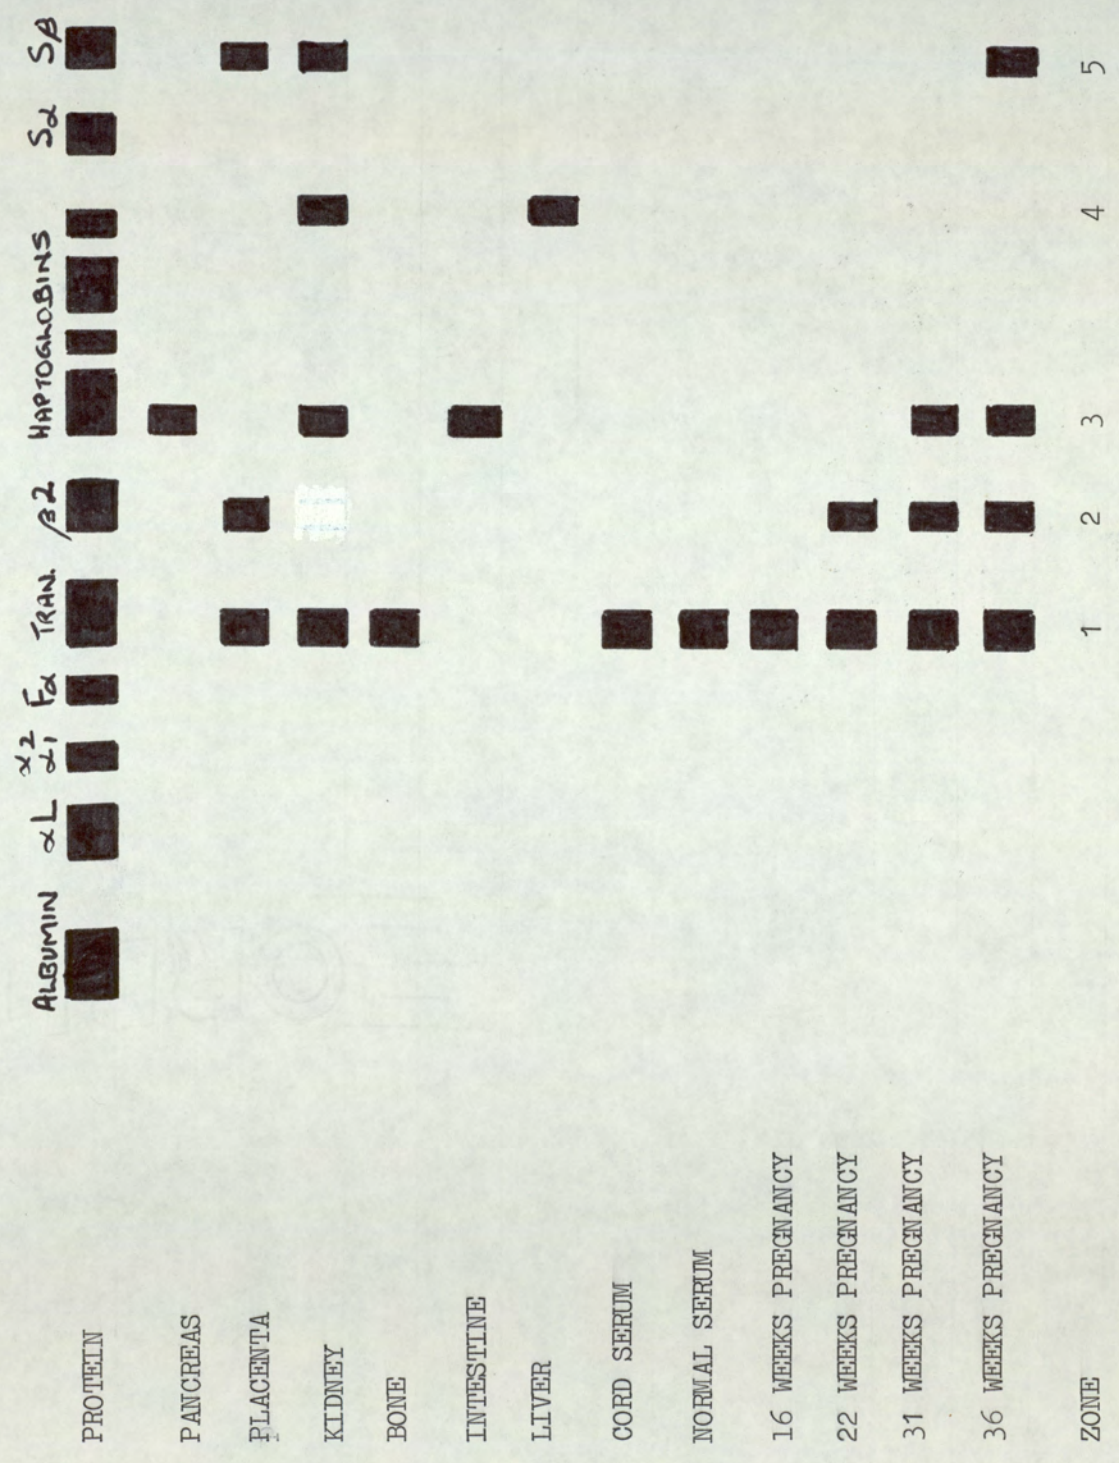 ALBUMIN αL α2 α1 Fα TRAN. β2 HAPTOGLOBINS Sα Sβ
PROTEIN
PANCREAS
PLACENTA
KIDNEY
BONE
INTESTINE
LIVER
CORD SERUM
NORMAL SERUM
16 WEEKS PREGNANCY
22 WEEKS PREGNANCY
31 WEEKS PREGNANCY
36 WEEKS PREGNANCY
ZONE 1 2 3 4 5